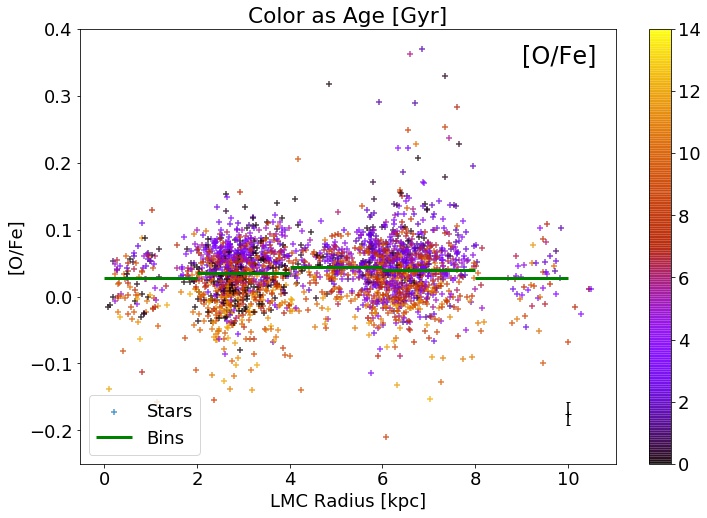 Color as Age [Gyr]
[O/Fe]
0.4
0.3
0.2
0.1
0.0
−0.1
−0.2
[O/Fe]
Stars
Bins
0 2 4 6 8 10
LMC Radius [kpc]
14
12
10
8
6
4
2
0